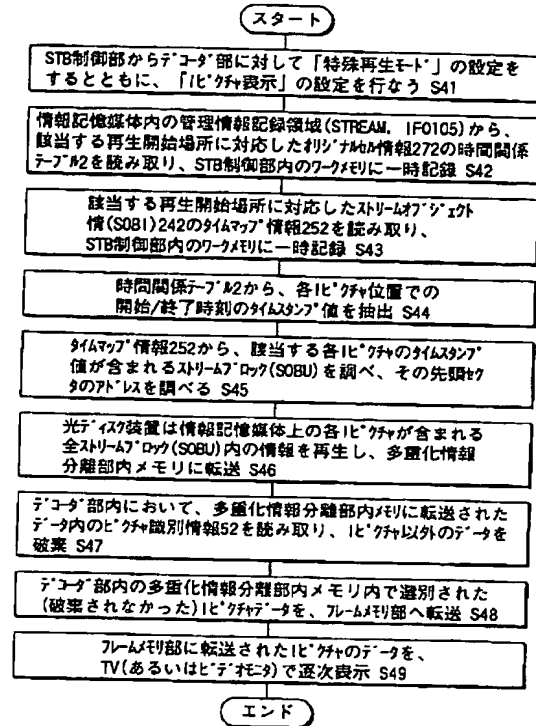 スタート
STB制御部からデコーダ部に対して「特殊再生モード」の設定を
するとともに、「Iピクチャ表示」の設定を行なう S41
情報記憶媒体内の管理情報記録領域(STREAM. IFO105)から、
該当する再生開始場所に対応したオリジナルセル情報272の時間関係
テーブル2を読み取り、STB制御部内のワークメモリに一時記録 S42
該当する再生開始場所に対応したストリームオブジェクト
情(SOBI)242のタイムマップ情報252を読み取り、
STB制御部内のワークメモリに一時記録 S43
時間関係テーブル2から、各Iピクチャ位置での
開始/終了時刻のタイムスタンプ値を抽出 S44
タイムマップ情報252から、該当する各Iピクチャのタイムスタンプ
値が含まれるストリームブロック(SOBU)を調べ、その先頭セク
タのアドレスを調べる S45
光ディスク装置は情報記憶媒体上の各Iピクチャが含まれる
全ストリームブロック(SOBU)内の情報を再生し、多重化情報
分離部内メモリに転送 S46
デコーダ部内において、多重化情報分離部内メモリに転送された
データ内のピクチャ識別情報52を読み取り、Iピクチャ以外のデータを
破棄 S47
デコーダ部内の多重化情報分離部内メモリ内で選別された
(破棄されなかった)Iピクチャデータを、フレームメモリ部へ転送 S48
フレームメモリ部に転送されたIピクチャのデータを、
TV(あるいはビデオモニタ)で逐次表示 S49
エンド